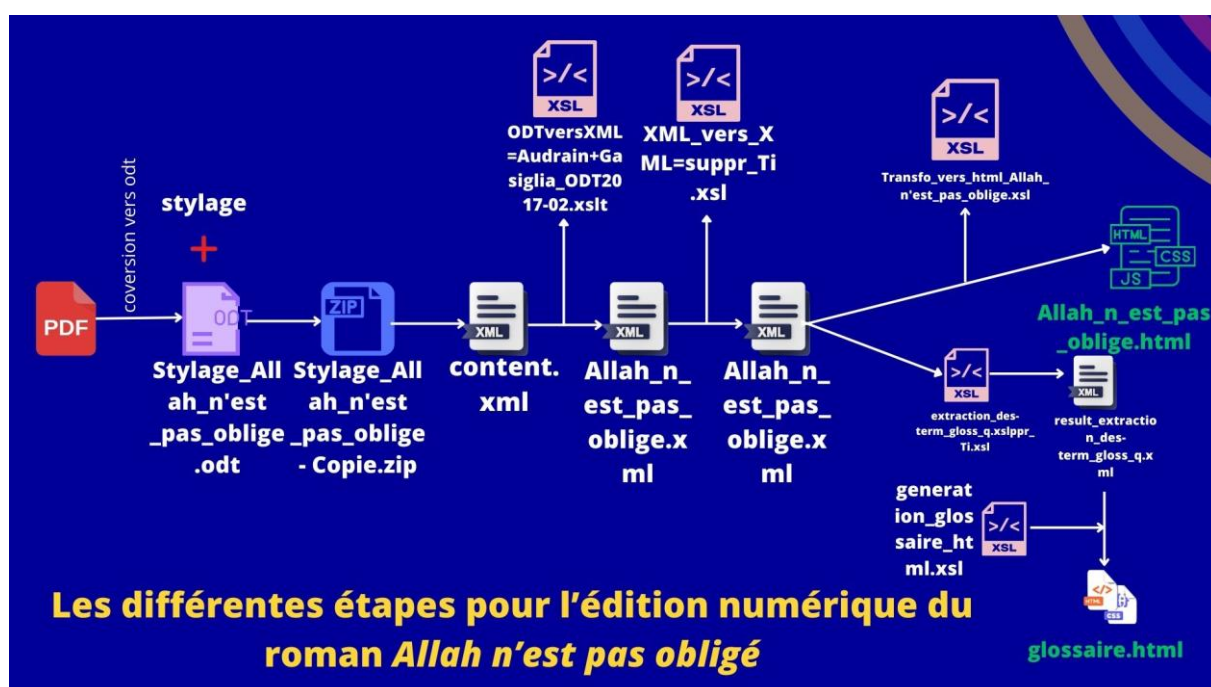 >/<
XSL
ODTversXML
=Audrain+Ga
siglia_ODT20
17-02.xslt
>/<
XSL
XML_vers_X
ML=suppr_Ti
.xsl
>/<
XSL
Transfo_vers_html_Allah_
n'est_pas_oblige.xsl
coversion vers odt
stylage
+
PDF
ODT
Stylage_All
ah_n'est
_pas_oblige
.odt
ZIP
Stylage_All
ah_n'est
_pas_oblige
- Copie.zip
XML
content.
xml
XML
Allah_n_
est_pas_
oblige.x
ml
XML
Allah_n_
est_pas_
oblige.x
ml
HTML
CSS
JS
Allah_n_est_pas
_oblige.html
>/<
XSL
extraction_des-
term_gloss_q.xslppr_
Ti.xsl
XML
result_extractio
n_des-
term_gloss_q.x
ml
generat
ion_glos
saire_ht
ml.xsl
>/<
XSL
</>
HTML
CSS
glossaire.html
Les différentes étapes pour l’édition numérique du
roman Allah n’est pas obligé